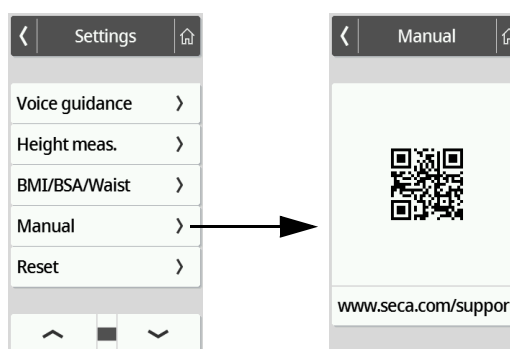 Settings
Voice guidance
Height meas.
BMI/BSA/Waist
Manual
Reset
Manual
www.seca.com/suppor